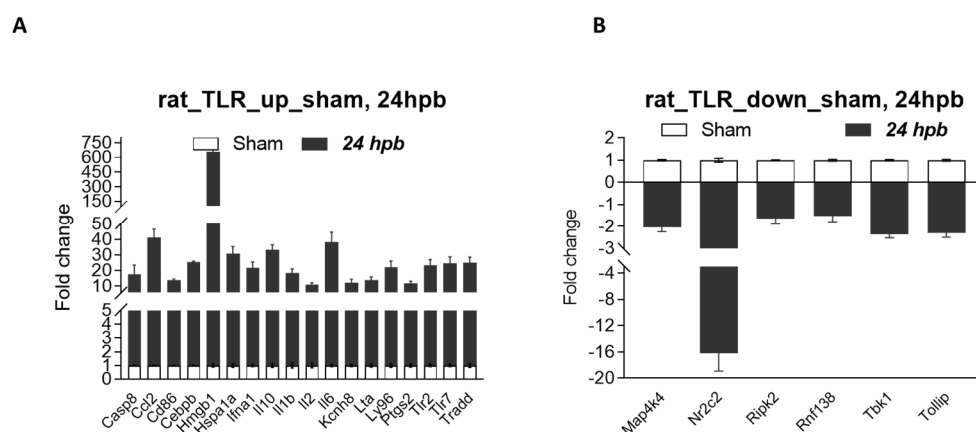 A
rat_TLR_up_sham, 24hpb
Sham 24 hpb
750
600
450
300
150
50
40
30
20
10
5
4
3
2
1
0
Fold change
Casp8 Ccl2 Cd86 Cebpb Hmgb1 Hspa1a Ifna1 Il10 Il1b Il2 Il6 Kcnh8 Lta Ly96 Ptgs2 Tlr2 Tlr7 Tradd
B
rat_TLR_down_sham, 24hpb
Sham 24 hpb
2
1
0
-1
-2
-3
-4
-8
-12
-16
-20
Fold change
Map4k4 Nr2c2 Ripk2 Rnf138 Tbk1 Tollip